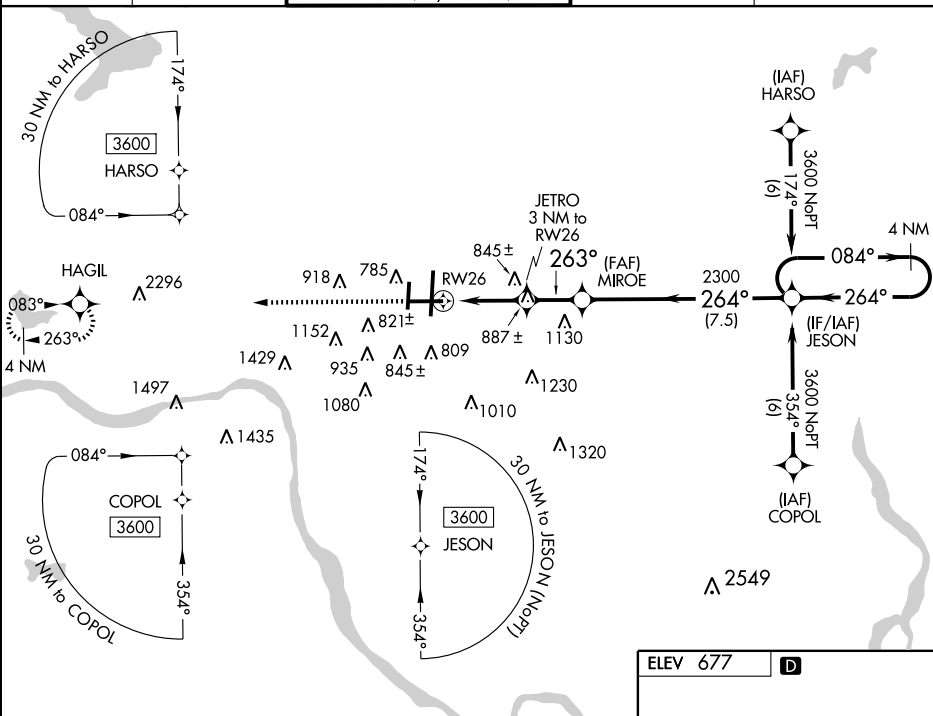 30 NM to HARSO
174°
3600
HARSO
084°
(IAF)
HARSO
3600 NoPT
174°
(6)
4 NM
084°
264°
(IF/IAF)
JESON
2300
264°
(7.5)
JETRO
3 NM to
RW26
845±
263°
(FAF)
MIROE
HAGIL
083°
263°
4 NM
2296
918
785
RW26
821±
1152
887±
1130
1429
935
845±
809
1497
1080
1010
1230
1435
1320
3600 NoPT
354°
(6)
(IAF)
COPOL
084°
COPOL
3600
354°
30 NM to COPOL
174°
3600
JESON
354°
30 NM to JESON (NoPT)
2549
ELEV 677
D